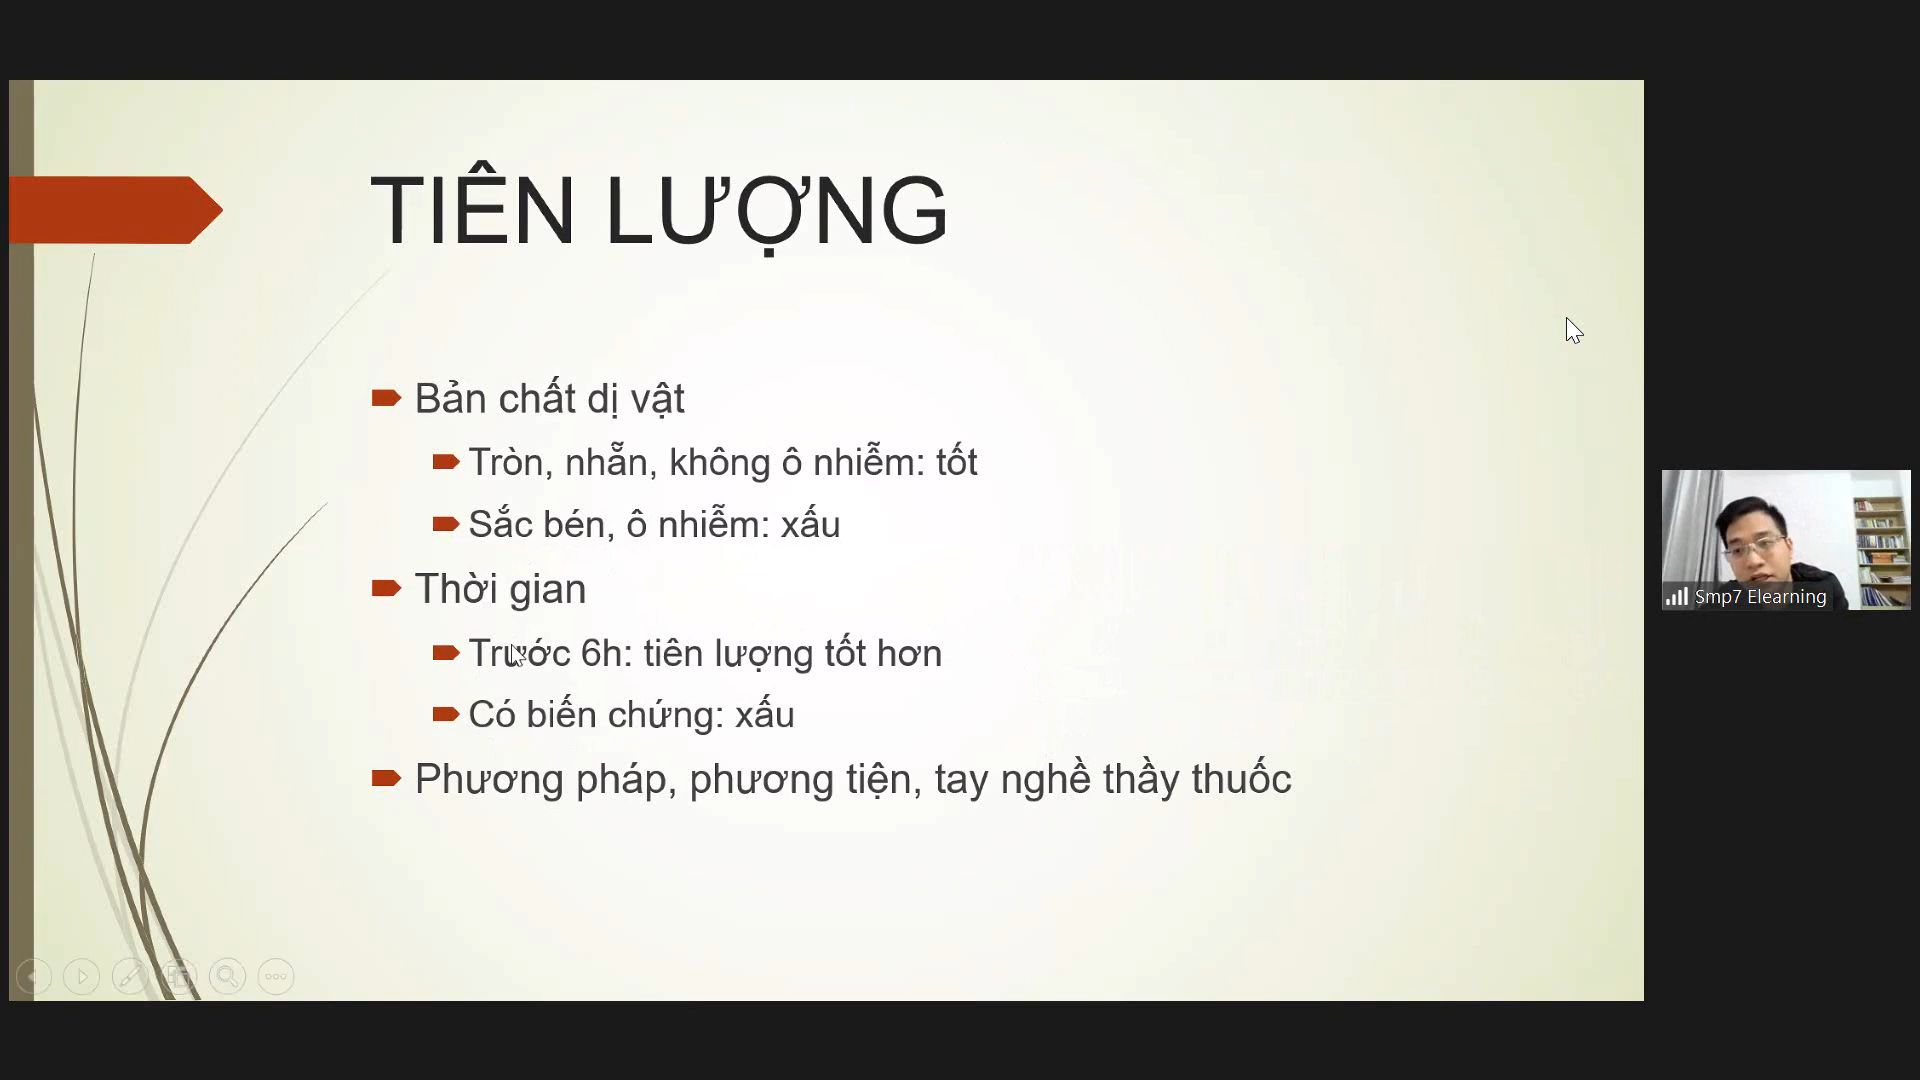 TIÊN LƯỢNG
Bản chất dị vật
Tròn, nhẵn, không ô nhiễm: tốt
Sắc bén, ô nhiễm: xấu
Thời gian
Trước 6h: tiên lượng tốt hơn
Có biến chứng: xấu
Phương pháp, phương tiện, tay nghề thầy thuốc
Smp7 Elearning